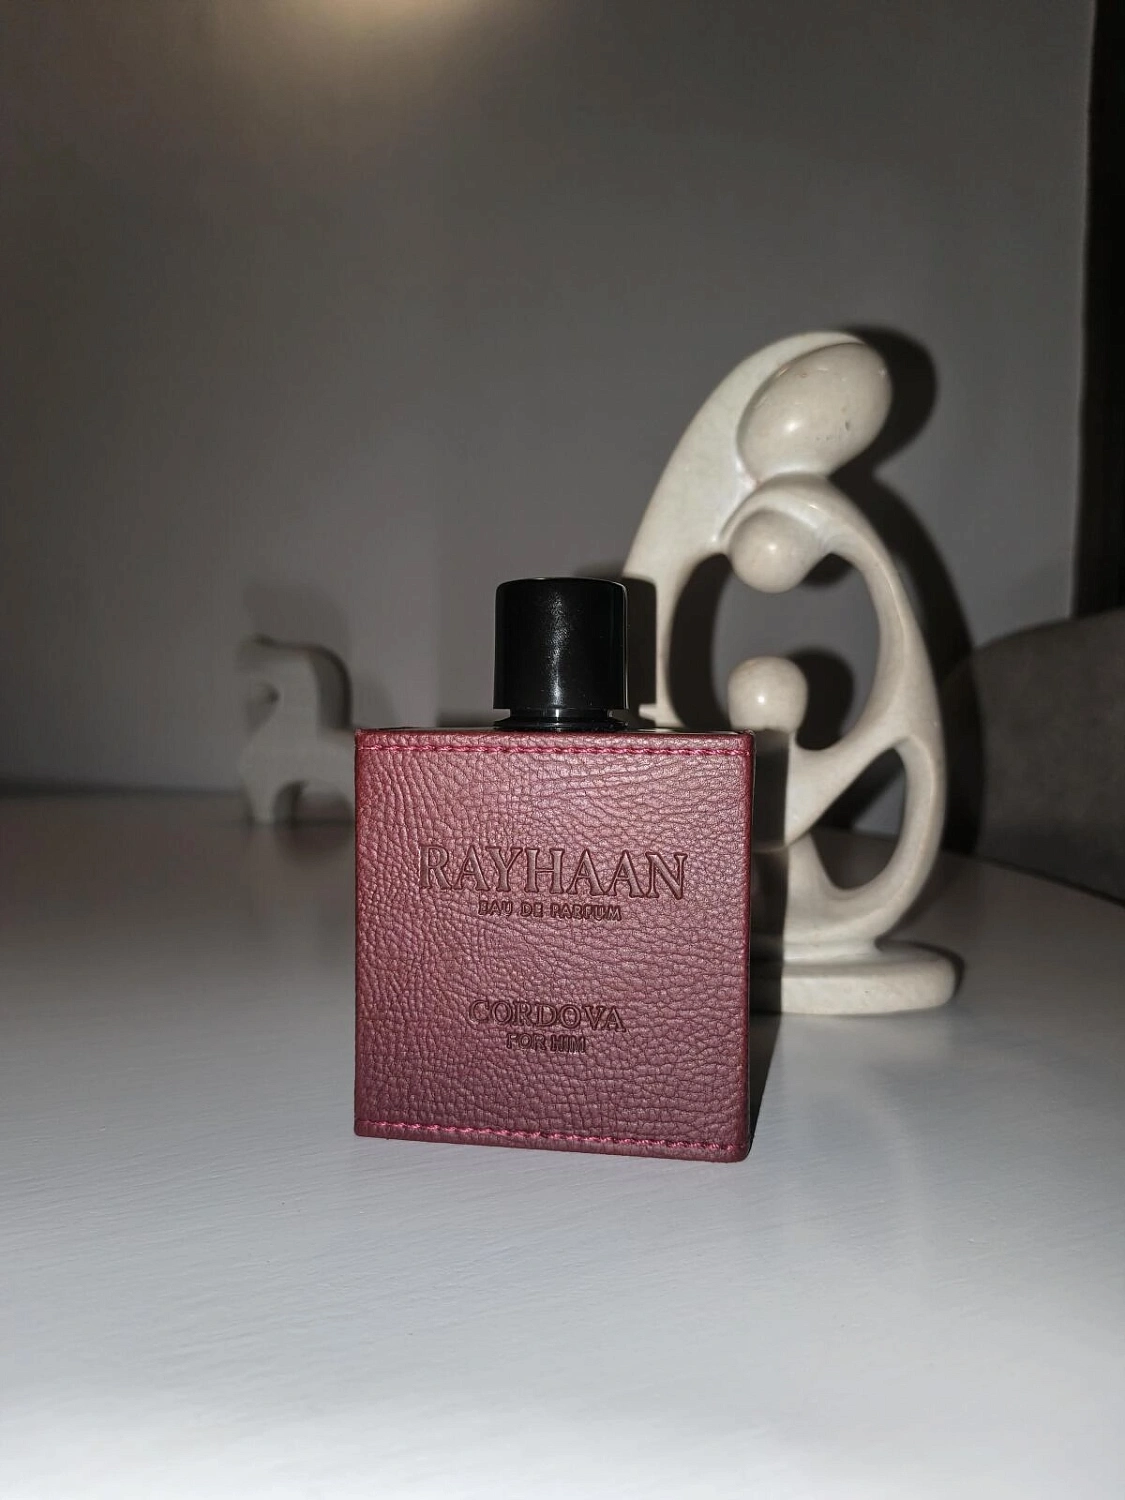 RAYHAAN
EAU DE PARFUM
CORDOVA
FOR HIM